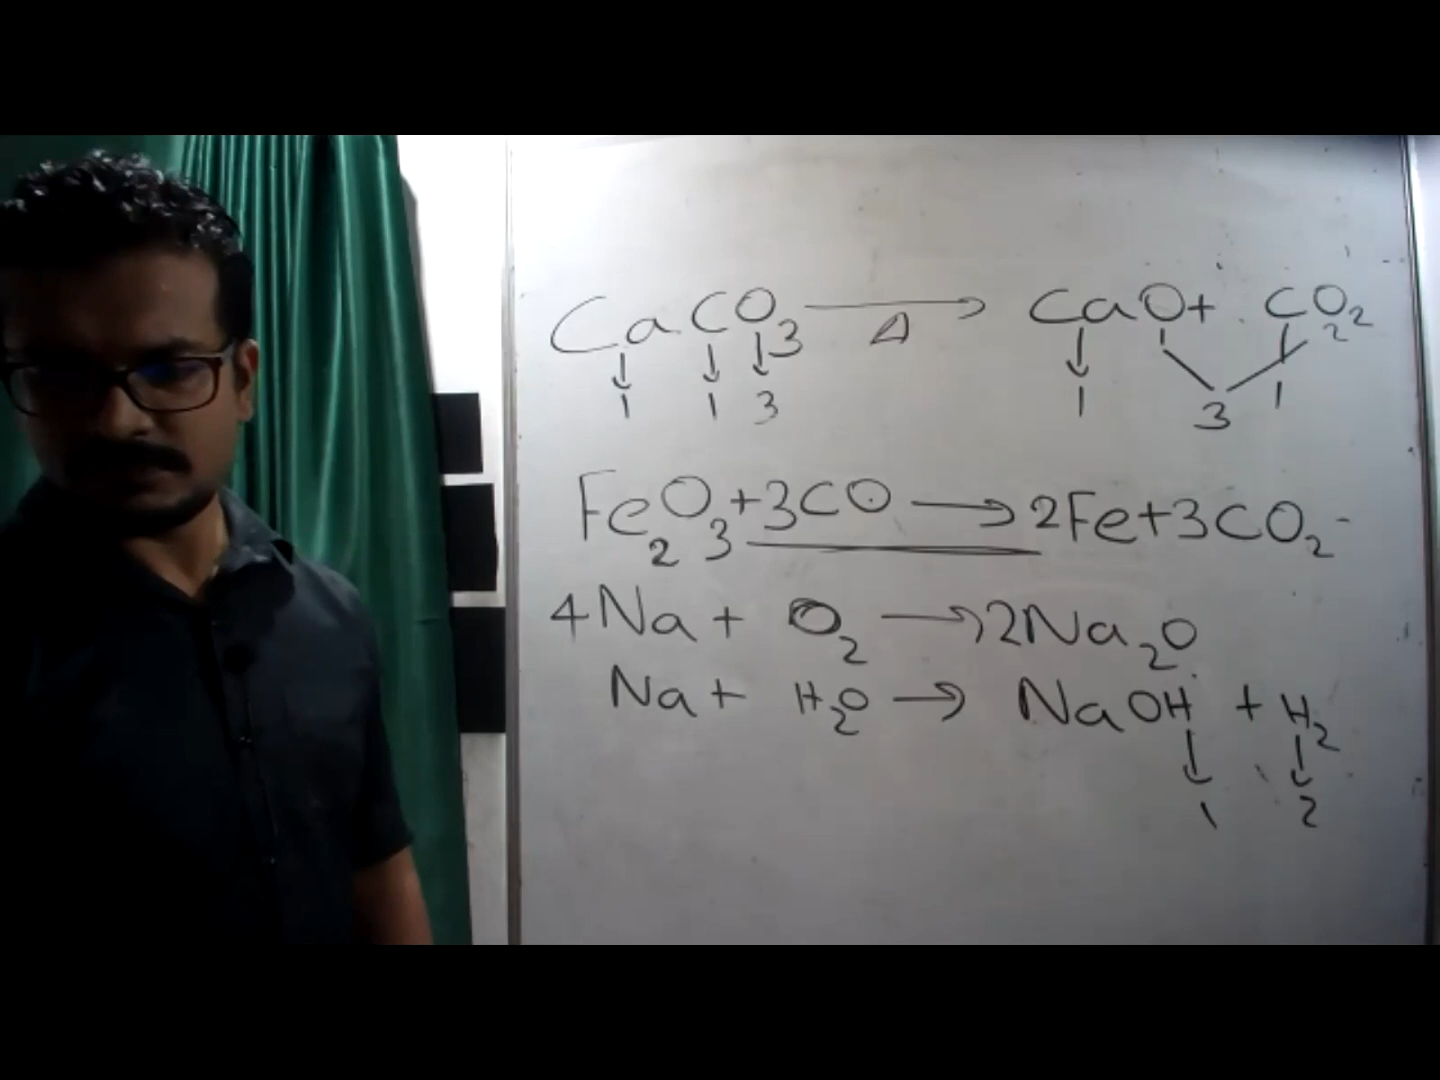 CaCO3 ⟶ CaO + CO2
Δ
2
↓ ↓ ↓ ↓
1 1 3 1 3 1
Fe2O3 + 3CO ⟶ 2Fe + 3CO2
4Na + O2 ⟶ 2Na2O
Na + H2O ⟶ NaOH + H2
↓ ↓
1 2